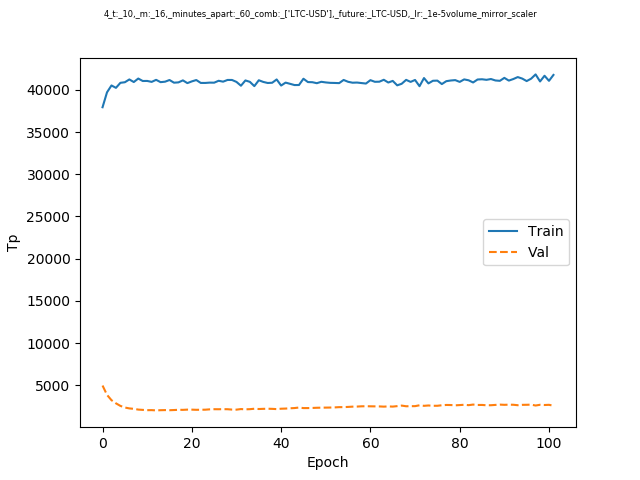 4_t:_10,_m:_16,_minutes_apart:_60_comb:_['LTC-USD'],_future:_LTC-USD,_lr:_1e-5volume_mirror_scaler
40000
35000
30000
25000
20000
15000
10000
5000
Tp
Train
Val
0 20 40 60 80 100
Epoch